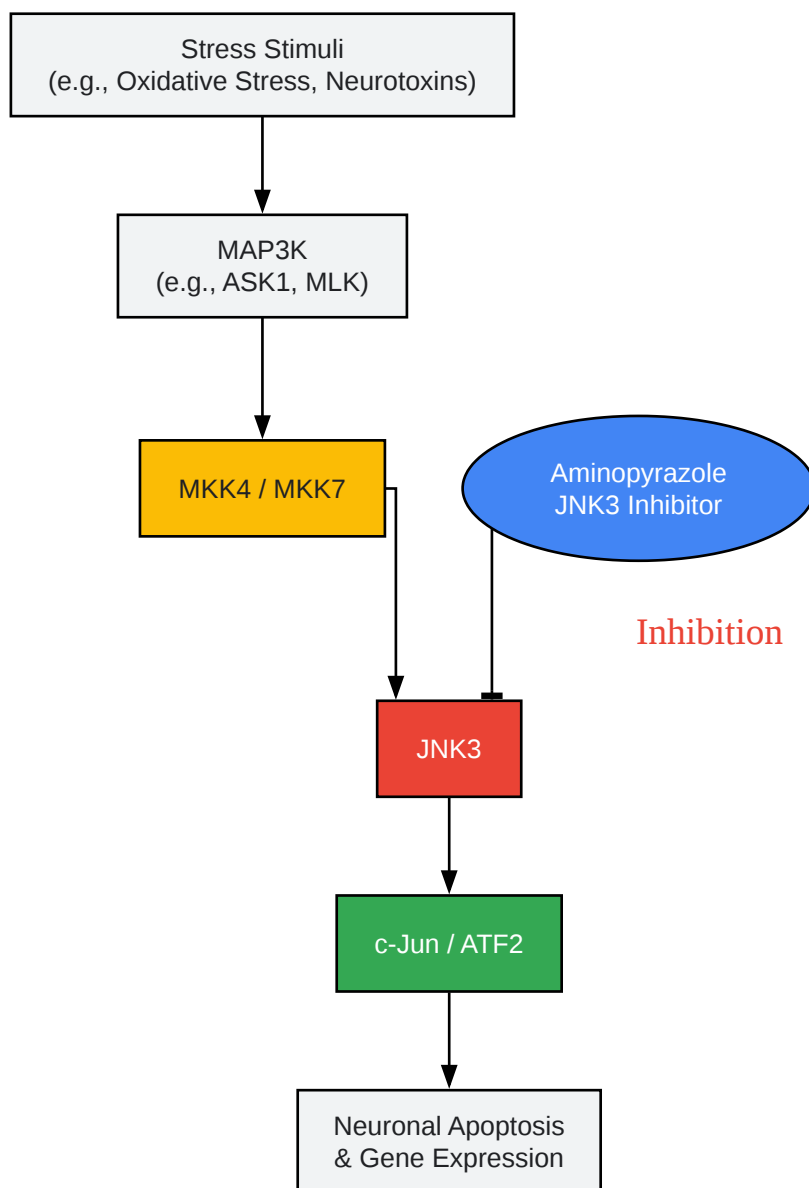 Stress Stimuli
(e.g., Oxidative Stress, Neurotoxins)
MAP3K
(e.g., ASK1, MLK)
MKK4 / MKK7
Aminopyrazole
JNK3 Inhibitor
Inhibition
JNK3
c-Jun / ATF2
Neuronal Apoptosis
& Gene Expression